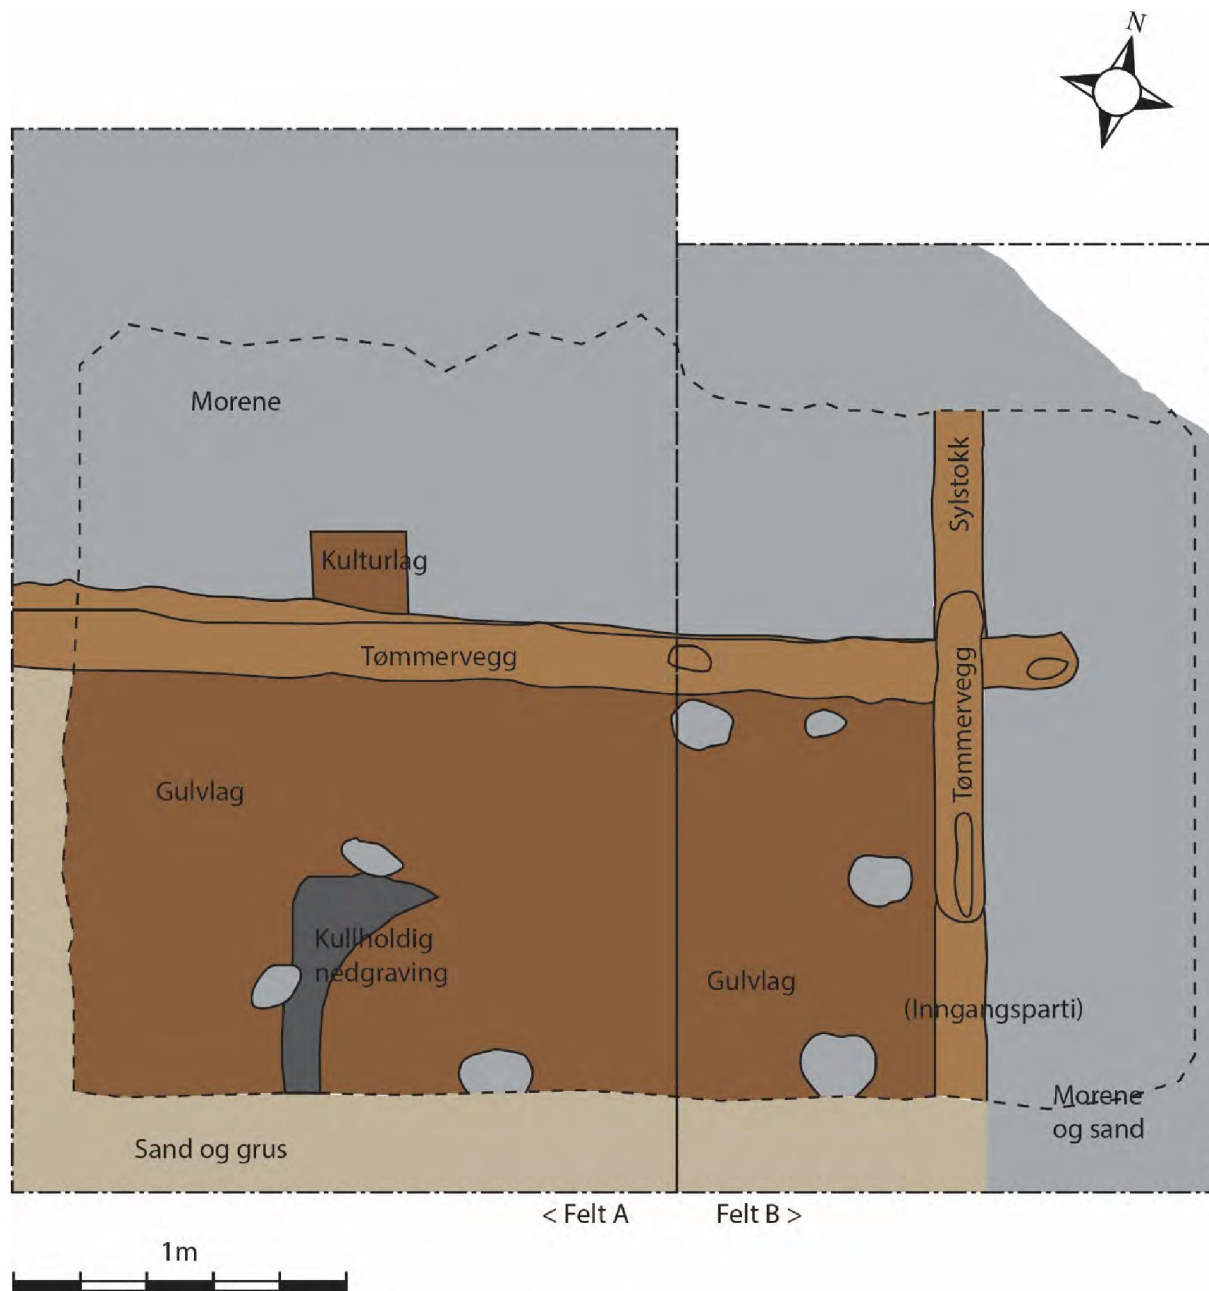 N
Morene
Sylstokk
Kulturlag
Tømmervegg
Tømmervegg
Gulvlag
Kullholdig
nedgraving
Gulvlag
(Inngangsparti)
Morene
og sand
Sand og grus
< Felt A
Felt B >
1m